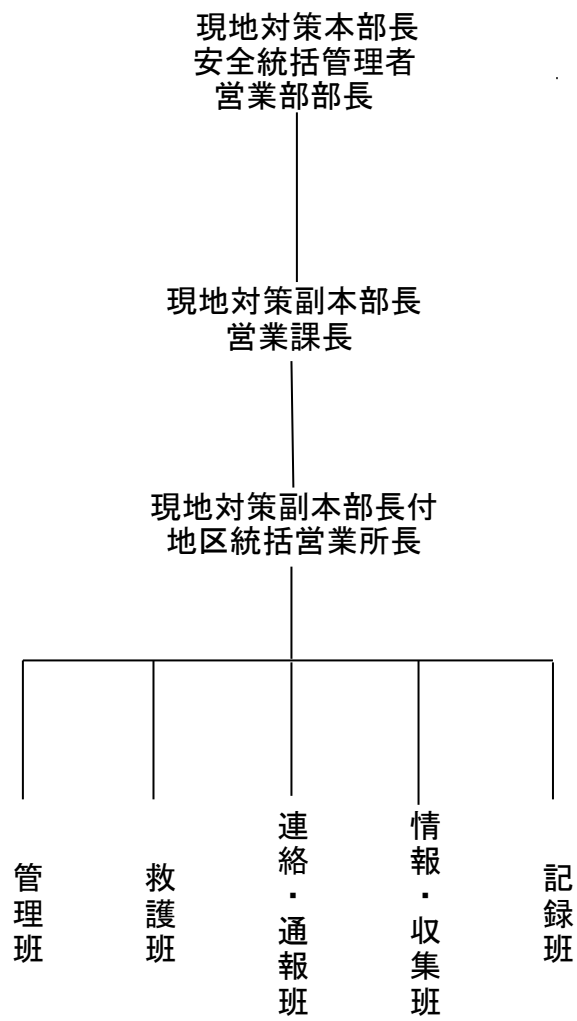 現地対策本部長
安全統括管理者
営業部部長
現地対策副本部長
営業課長
現地対策副本部長付
地区統括営業所長
管理班
救護班
連絡・通報班
情報・収集班
記録班